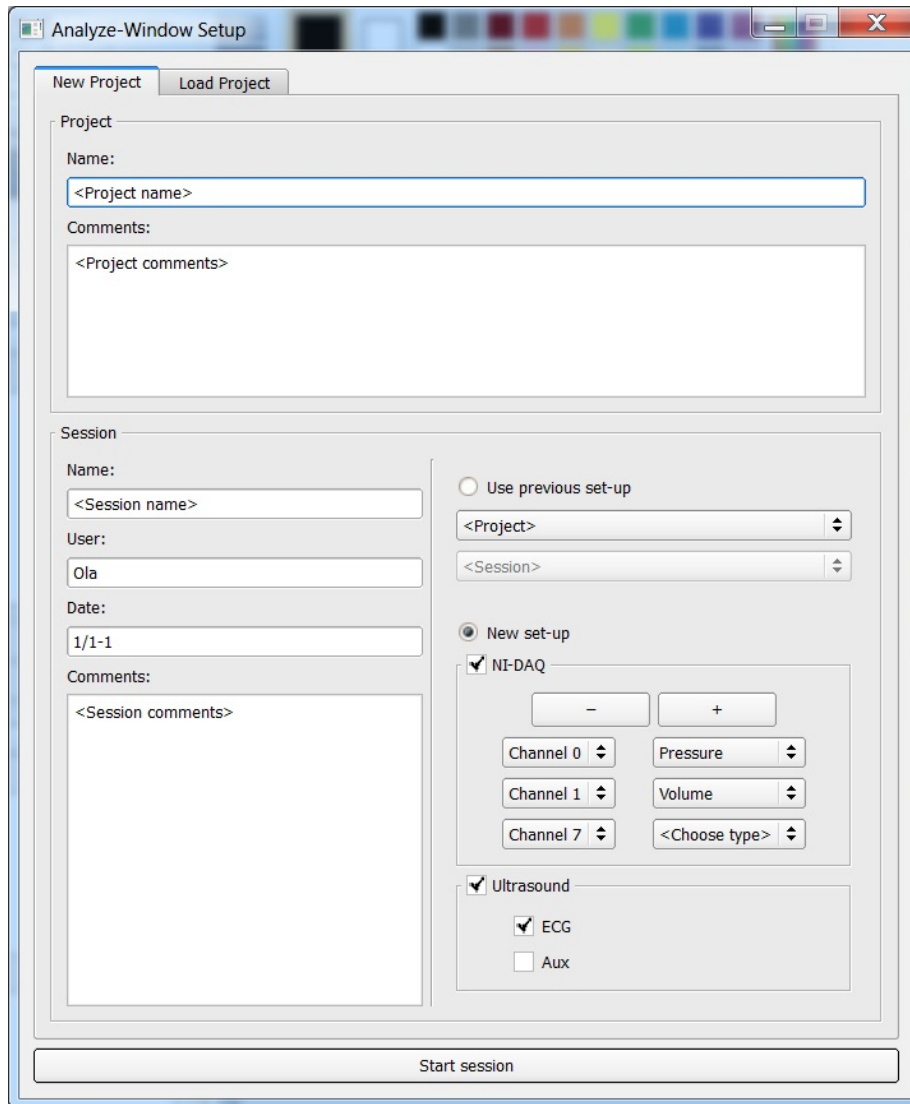 Analyze-Window Setup
New Project
Load Project
Project
Name:
<Project name>
Comments:
<Project comments>
Session
Name:
<Session name>
User:
Ola
Date:
1/1-1
Comments:
<Session comments>
Use previous set-up
<Project>
<Session>
New set-up
NI-DAQ
- +
Channel 0 Pressure
Channel 1 Volume
Channel 7 <Choose type>
Ultrasound
ECG
Aux
Start session